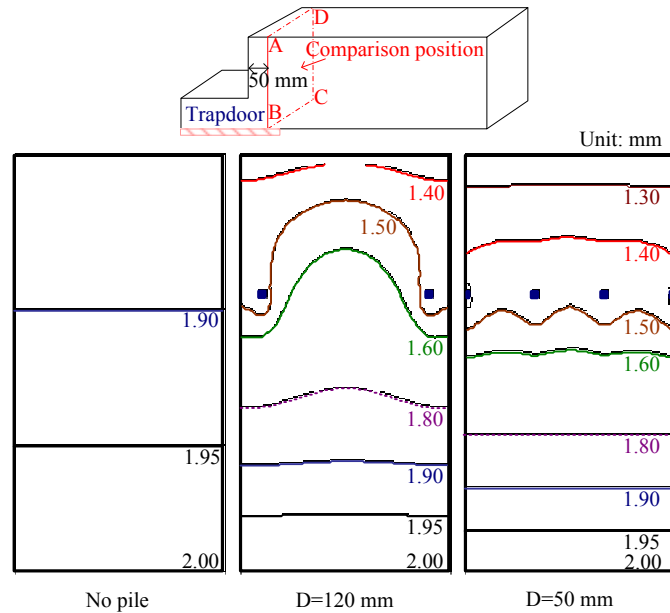 D
A
Comparison position
50 mm
C
Trapdoor
B
Unit: mm
1.90
1.95
2.00
No pile
1.40
1.50
1.60
1.80
1.90
1.95
2.00
D=120 mm
1.30
1.40
1.50
1.60
1.80
1.90
1.95
2.00
D=50 mm